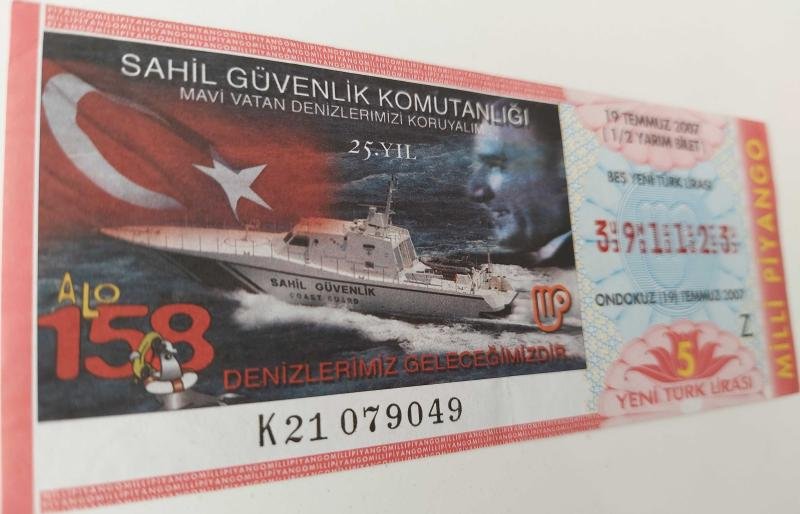 SAHİL GÜVENLİK KOMUTANLIĞI
MAVİ VATAN DENİZLERİMİZİ KORUYALIM
25.YIL
SAHİL GÜVENLİK
COAST GUARD
ALO
158
DENİZLERİMİZ GELECEĞİMİZDİR
K21 079049
19 TEMMUZ 2007
( 1/2 YARIM BİLET )
BEŞ YENİ TÜRK LİRASI
391123
ONDOKUZ (19) TEMMUZ 2007
Z
5
YENİ TÜRK LİRASI
MİLLİ PİYANGO